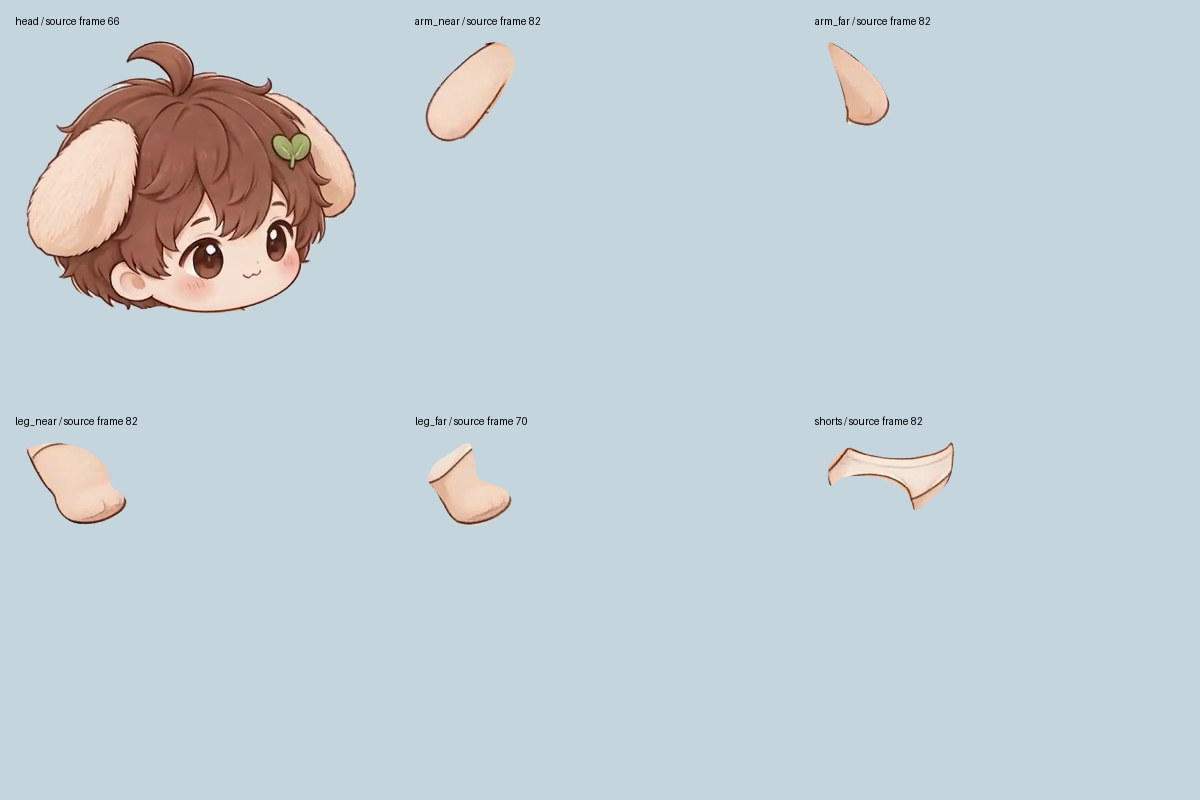 head / source frame 66
arm_near / source frame 82
arm_far / source frame 82
leg_near / source frame 82
leg_far / source frame 70
shorts / source frame 82